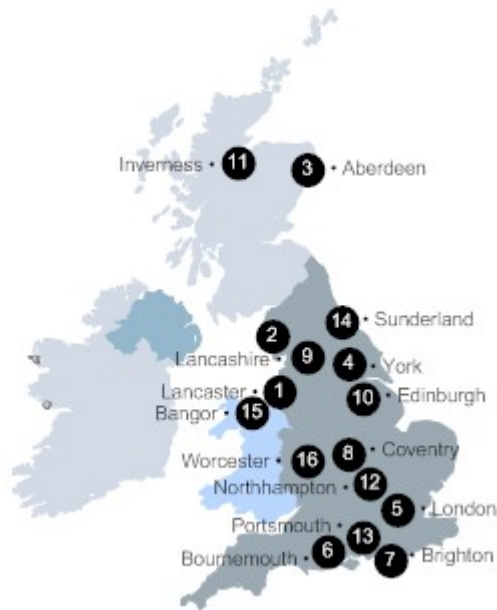 Inverness • 11
3 • Aberdeen
14 • Sunderland
2
Lancashire • 9
4 • York
Lancaster • 1
10 • Edinburgh
Bangor • 15
8 • Coventry
Worcester • 16
Northhampton • 12
5 • London
Portsmouth • 13
Bournemouth • 6
7 • Brighton